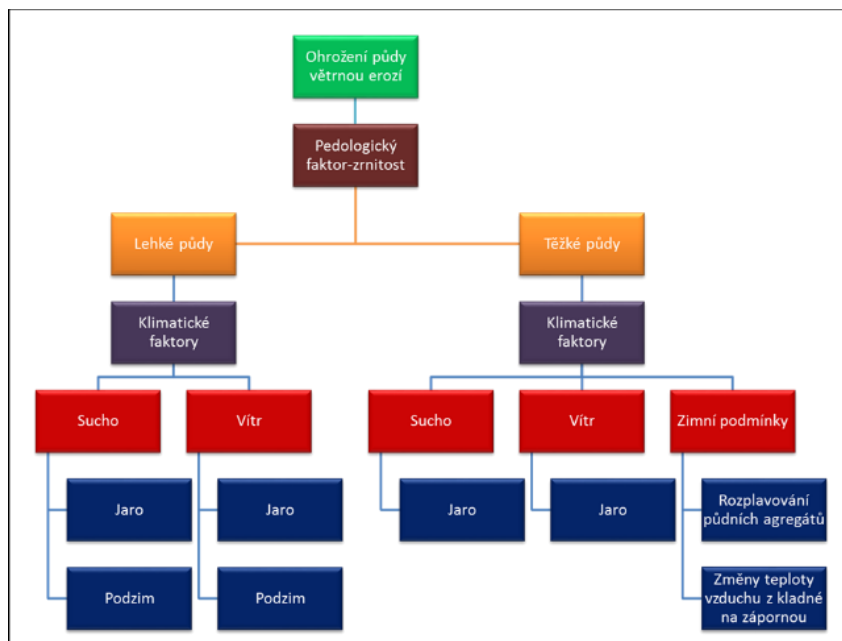 Ohrožení půdy
větrnou erozí
Pedologický
faktor-zrnitost
Lehké půdy
Těžké půdy
Klimatické
faktory
Klimatické
faktory
Sucho
Vítr
Sucho
Vítr
Zimní podmínky
Jaro
Jaro
Jaro
Jaro
Rozplavování
půdních agregátů
Podzim
Podzim
Změny teploty
vzduchu z kladné
na zápornou